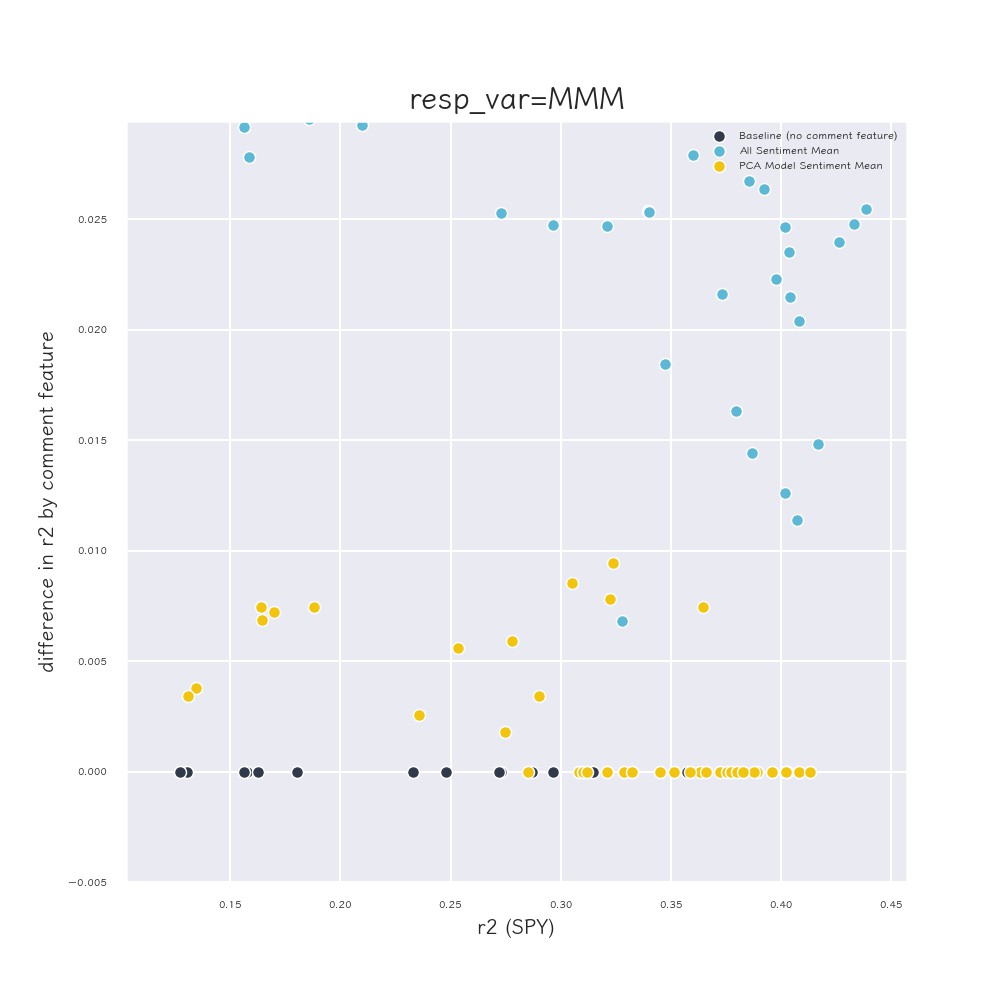 resp_var=MMM
Baseline (no comment feature)
All Sentiment Mean
PCA Model Sentiment Mean
difference in r2 by comment feature
0.025
0.020
0.015
0.010
0.005
0.000
−0.005
0.15 0.20 0.25 0.30 0.35 0.40 0.45
r2 (SPY)